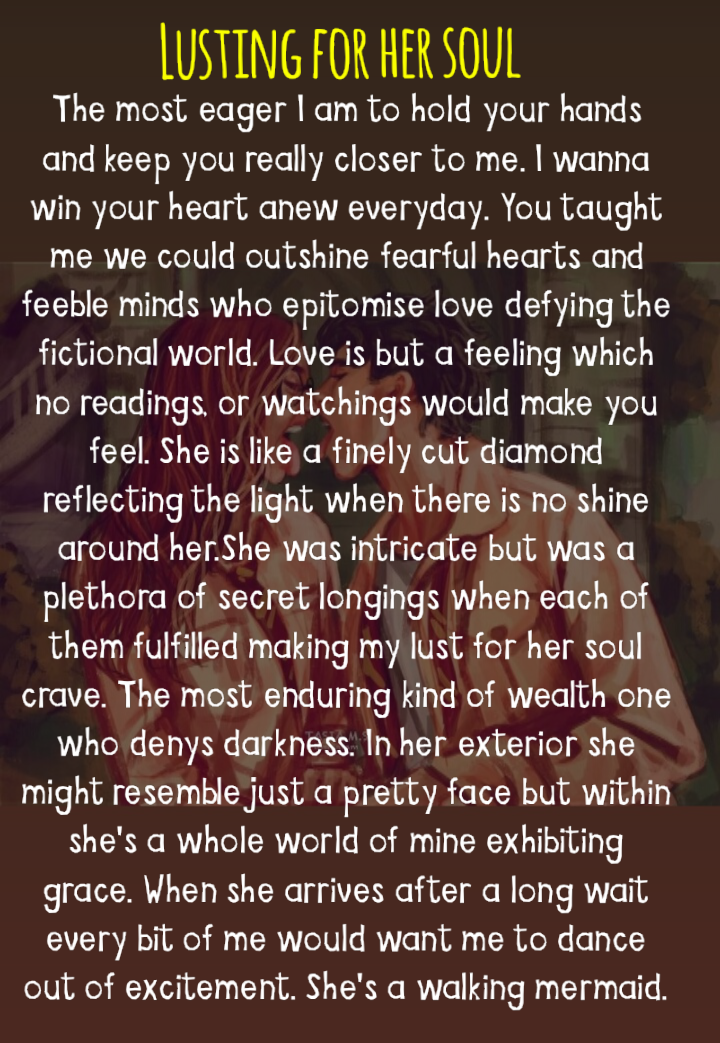 LUSTING FOR HER SOUL
The most eager I am to hold your hands
and keep you really closer to me. I wanna
win your heart anew everyday. You taught
me we could outshine fearful hearts and
feeble minds who epitomise love defying the
fictional world. Love is but a feeling which
no readings, or watchings would make you
feel. She is like a finely cut diamond
reflecting the light when there is no shine
around her.She was intricate but was a
plethora of secret longings when each of
them fulfilled making my lust for her soul
crave. The most enduring kind of wealth one
who denys darkness. In her exterior she
might resemble just a pretty face but within
she's a whole world of mine exhibiting
grace. When she arrives after a long wait
every bit of me would want me to dance
out of excitement. She's a walking mermaid.